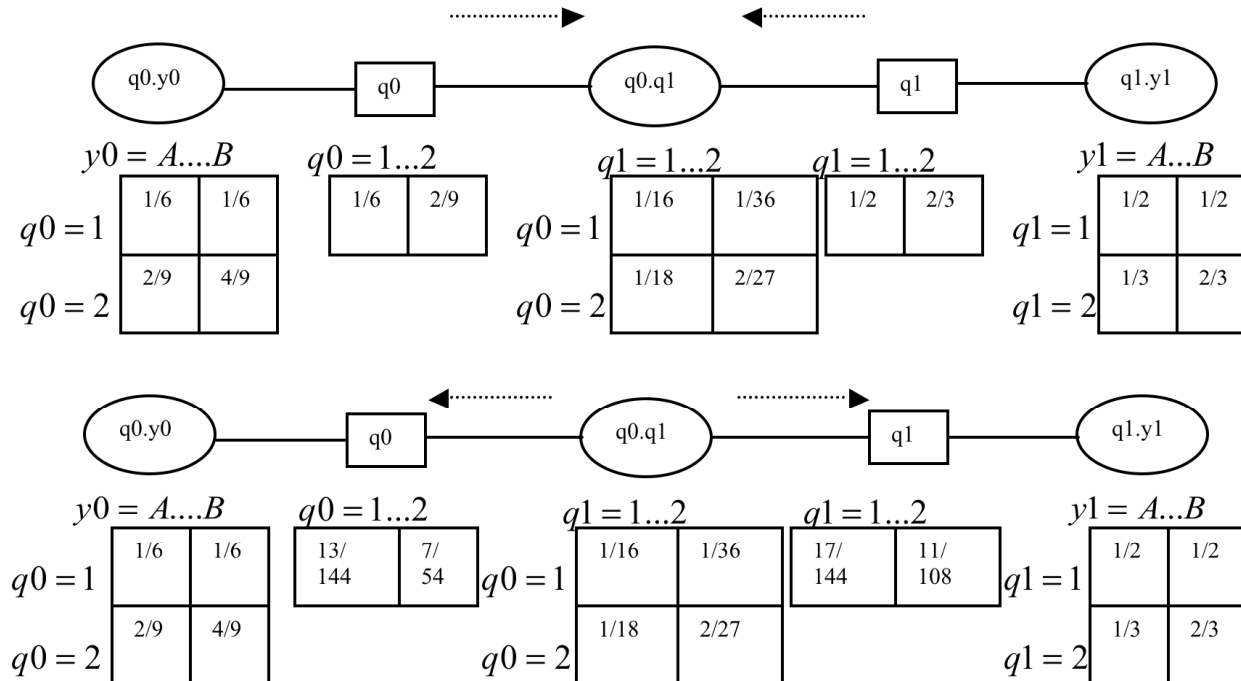 q0.y0 q0 q0.q1 q1 q1.y1
y0 = A....B q0 = 1...2 q1 = 1...2 q1 = 1...2 y1 = A...B
q0 = 1 1/6 1/6 1/6 2/9 q0 = 1 1/16 1/36 1/2 2/3 q1 = 1 1/2 1/2
q0 = 2 2/9 4/9 q0 = 2 1/18 2/27 q1 = 2 1/3 2/3
q0.y0 q0 q0.q1 q1 q1.y1
y0 = A....B q0 = 1...2 q1 = 1...2 q1 = 1...2 y1 = A...B
q0 = 1 1/6 1/6 13/ 7/ q0 = 1 1/16 1/36 17/ 11/ q1 = 1 1/2 1/2
144 54 144 108
q0 = 2 2/9 4/9 q0 = 2 1/18 2/27 q1 = 2 1/3 2/3